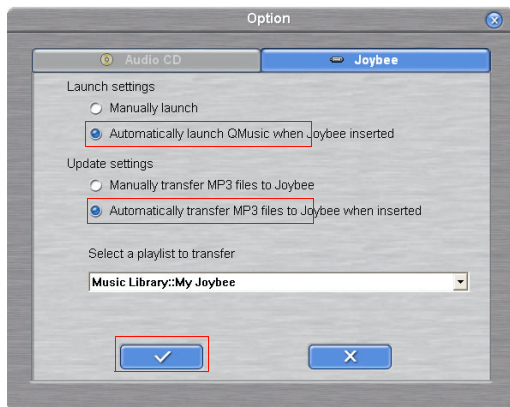 Option
Audio CD
Joybee
Launch settings
Manually launch
Automatically launch QMusic when Joybee inserted
Update settings
Manually transfer MP3 files to Joybee
Automatically transfer MP3 files to Joybee when inserted
Select a playlist to transfer
Music Library::My Joybee